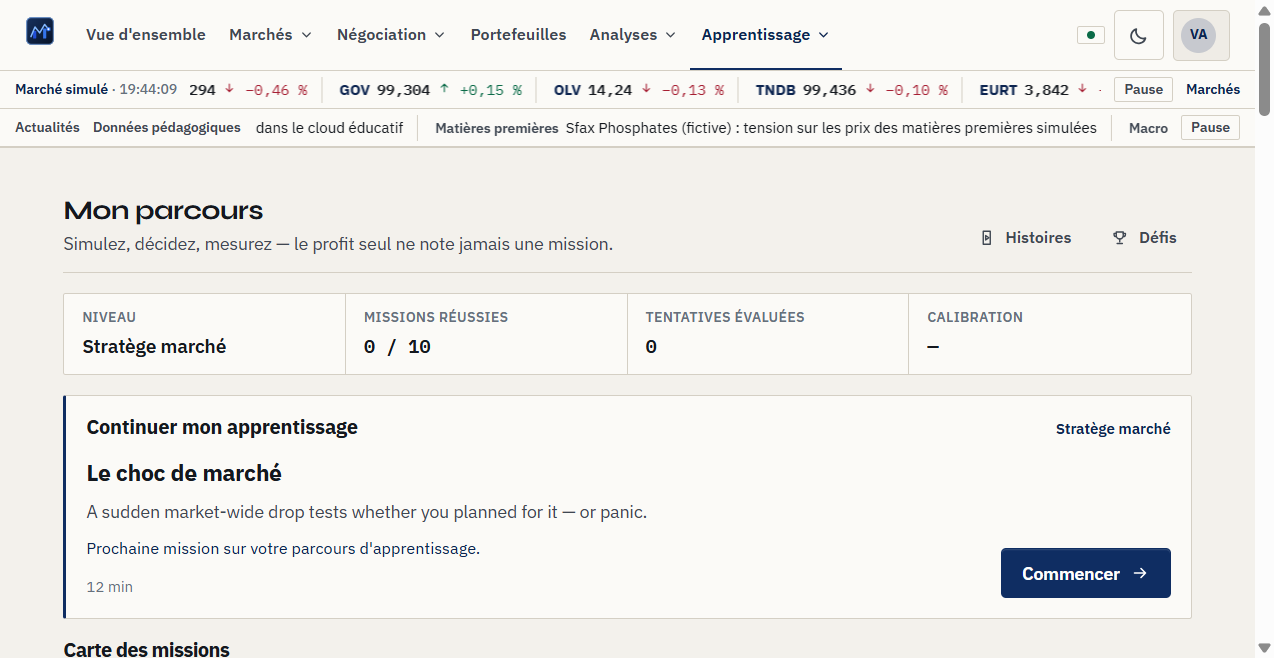 Vue d'ensemble Marchés Négociation Portefeuilles Analyses Apprentissage VA
Marché simulé · 19:44:09 294 ↓ −0,46 % GOV 99,304 ↑ +0,15 % OLV 14,24 ↓ −0,13 % TNDB 99,436 ↓ −0,10 % EURT 3,842 ↓ Pause Marchés
Actualités Données pédagogiques dans le cloud éducatif Matières premières Sfax Phosphates (fictive) : tension sur les prix des matières premières simulées Macro Pause
Mon parcours
Simulez, décidez, mesurez — le profit seul ne note jamais une mission.
Histoires Défis
NIVEAU MISSIONS RÉUSSIES TENTATIVES ÉVALUÉES CALIBRATION
Stratège marché 0 / 10 0 —
Continuer mon apprentissage Stratège marché
Le choc de marché
A sudden market-wide drop tests whether you planned for it — or panic.
Prochaine mission sur votre parcours d'apprentissage.
12 min
Commencer →
Carte des missions